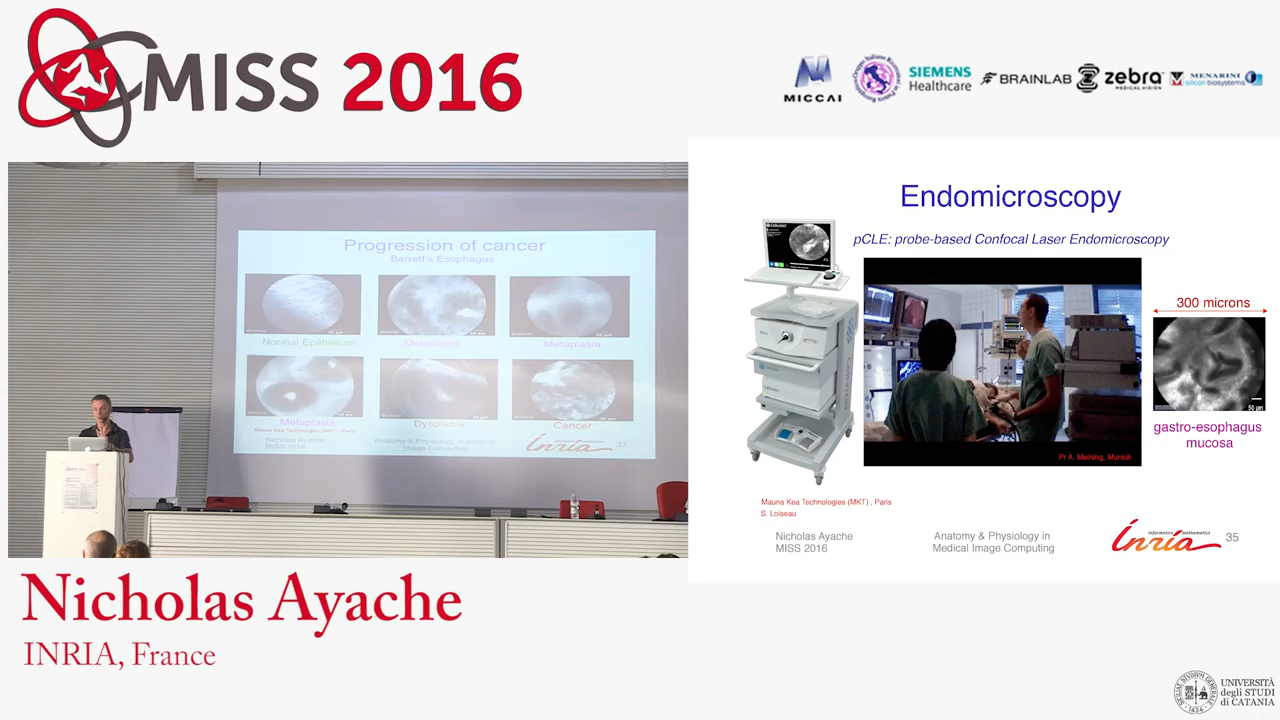 MISS 2016
MICCAI
SIEMENS
Healthcare
BRAINLAB
zebra
MEDICAL VISION
MENARINI
silicon biosystems
Progression of cancer
Barrett's Esophagus
Normal Epithelium
Metaplasia
Metaplasia
Metaplasia
Dysplasia
Cancer
Nicholas Ayache
MISS 2016
Anatomy & Physiology in Medical
Image Computing
Inria
37
Endomicroscopy
pCLE: probe-based Confocal Laser Endomicroscopy
300 microns
50 µm
gastro-esophagus
mucosa
Pr A. Meining, Munich
Mauna Kea Technologies (MKT) , Paris
S. Loiseau
Nicholas Ayache
MISS 2016
Anatomy & Physiology in
Medical Image Computing
informatics mathematics
Inria
35
Nicholas Ayache
INRIA, France
UNIVERSITÀ
degli STUDI
di CATANIA
1434